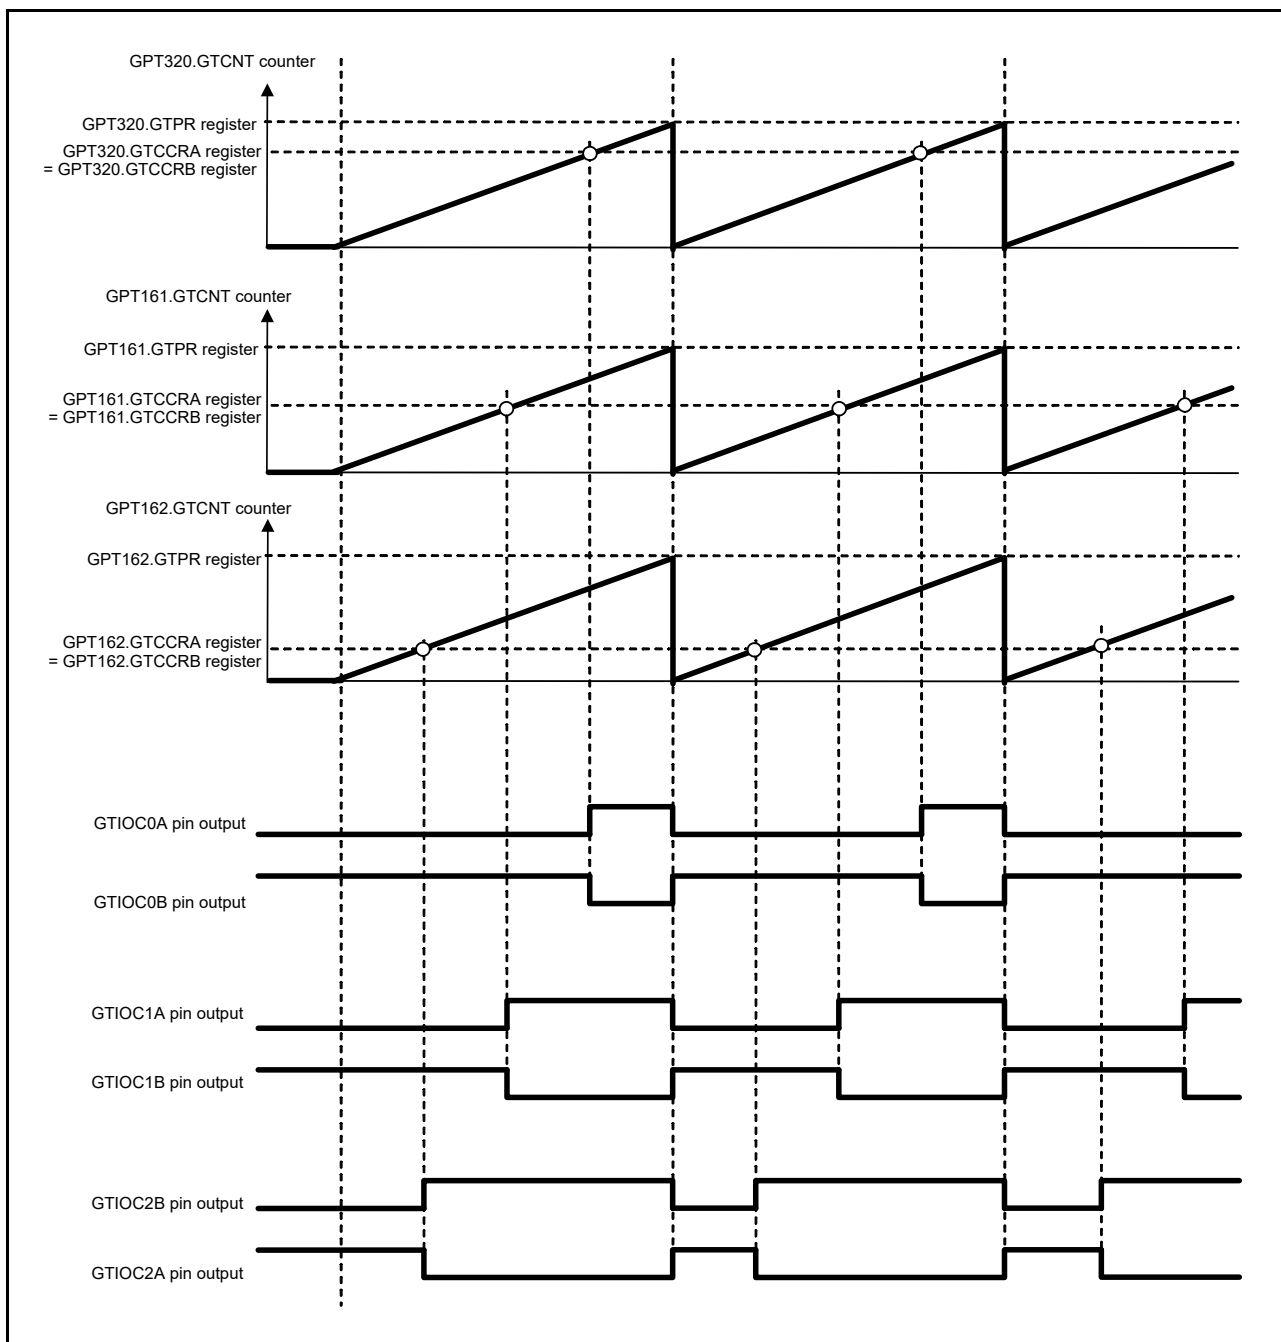 GPT320.GTCNT counter
GPT320.GTPR register
GPT320.GTCCRA register
= GPT320.GTCCRB register
GPT161.GTCNT counter
GPT161.GTPR register
GPT161.GTCCRA register
= GPT161.GTCCRB register
GPT162.GTCNT counter
GPT162.GTPR register
GPT162.GTCCRA register
= GPT162.GTCCRB register
GTIOC0A pin output
GTIOC0B pin output
GTIOC1A pin output
GTIOC1B pin output
GTIOC2B pin output
GTIOC2A pin output